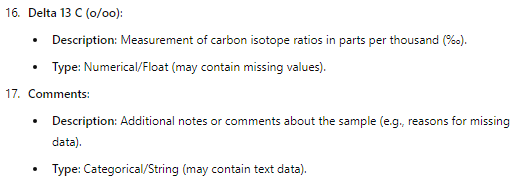 16. Delta 13 C (o/oo):
• Description: Measurement of carbon isotope ratios in parts per thousand (‰).
• Type: Numerical/Float (may contain missing values).
17. Comments:
• Description: Additional notes or comments about the sample (e.g., reasons for missing
data).
• Type: Categorical/String (may contain text data).